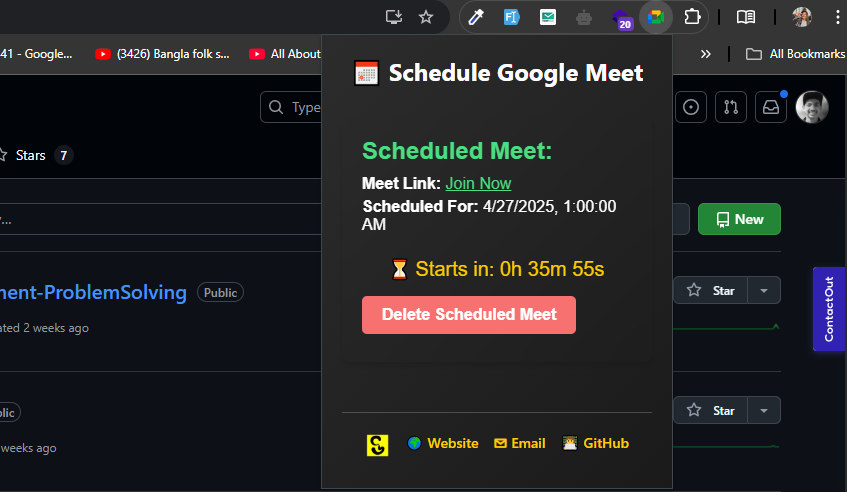 20
41 - Google...
(3426) Bangla folk s...
All About
»
All Bookmarks
Schedule Google Meet
Type
Stars 7
Scheduled Meet:
Meet Link: Join Now
Scheduled For: 4/27/2025, 1:00:00
AM
...
New
Starts in: 0h 35m 55s
nent-ProblemSolving
Public
Star
ContactOut
Delete Scheduled Meet
ated 2 weeks ago
blic
Star
weeks ago
Website
Email
GitHub